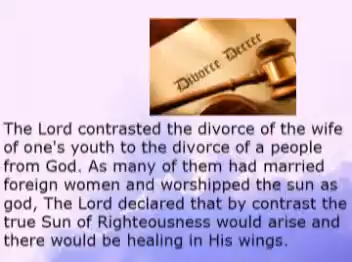 Divorce Decree
The Lord contrasted the divorce of the wife
of one's youth to the divorce of a people
from God. As many of them had married
foreign women and worshipped the sun as
god, The Lord declared that by contrast the
true Sun of Righteousness would arise and
there would be healing in His wings.